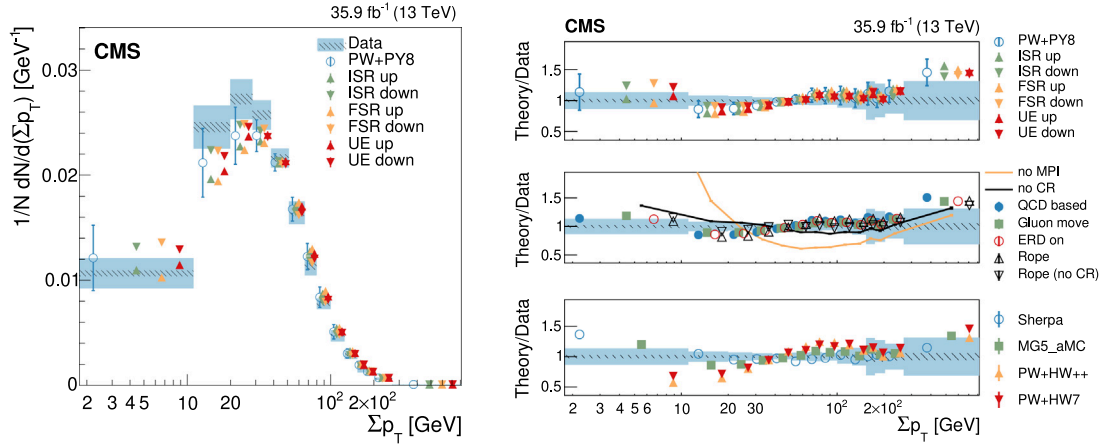 35.9 fb⁻¹ (13 TeV)
CMS
Data
PW+PY8
ISR up
ISR down
FSR up
FSR down
UE up
UE down
1/N dN/d(Σp_T) [GeV⁻¹]
0.03
0.02
0.01
0
2 3 4 5 10 20 10² 2×10²
Σp_T [GeV]
CMS 35.9 fb⁻¹ (13 TeV)
Theory/Data
1.5
1
0.5
PW+PY8
ISR up
ISR down
FSR up
FSR down
UE up
UE down
Theory/Data
1.5
1
0.5
no MPI
no CR
QCD based
Gluon move
ERD on
Rope
Rope (no CR)
Theory/Data
1.5
1
0.5
Sherpa
MG5_aMC
PW+HW++
PW+HW7
2 3 4 5 6 10 20 30 10² 2×10²
Σp_T [GeV]